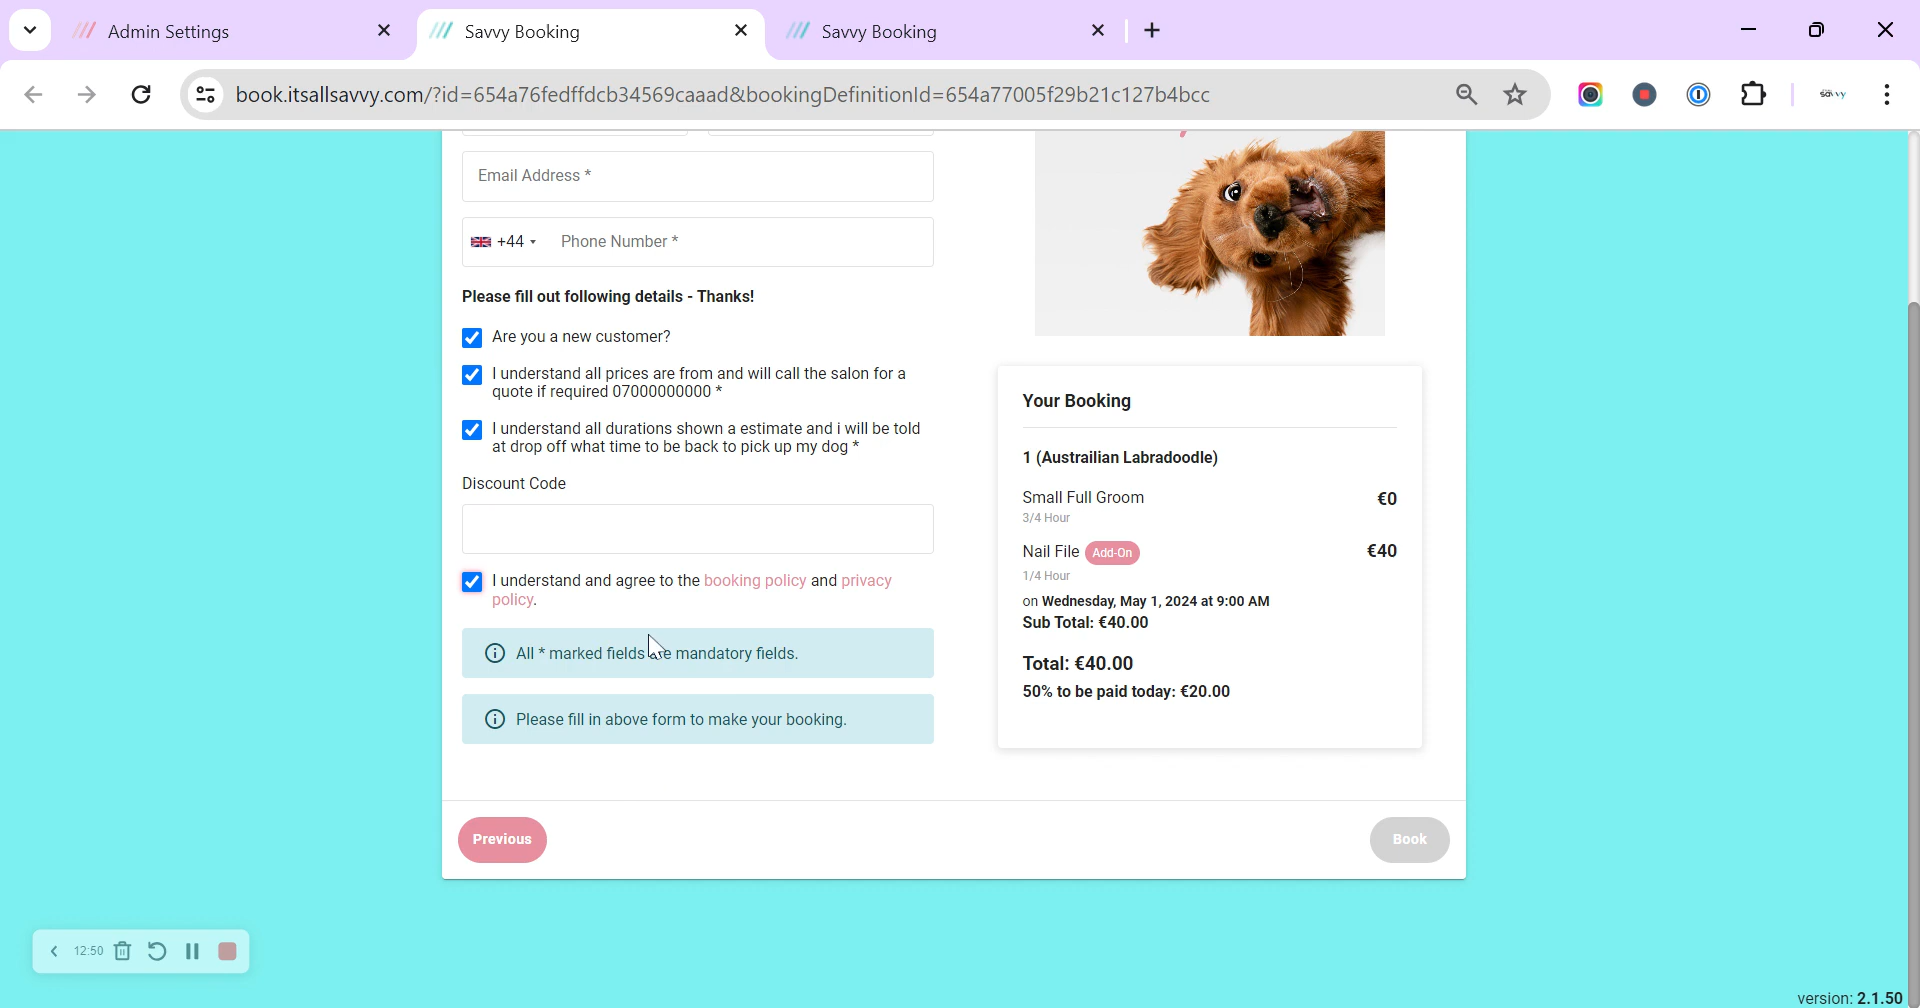 Admin Settings
Savvy Booking
Savvy Booking
book.itsallsavvy.com/?id=654a76fedffdcb34569caaad&bookingDefinitionId=654a77005f29b21c127b4bcc
savvy
Email Address *
+44
Phone Number *
Please fill out following details - Thanks!
Are you a new customer?
I understand all prices are from and will call the salon for a
quote if required 07000000000 *
I understand all durations shown a estimate and i will be told
at drop off what time to be back to pick up my dog *
Discount Code
I understand and agree to the booking policy and privacy
policy.
All * marked fields are mandatory fields.
Please fill in above form to make your booking.
Your Booking
1 (Austrailian Labradoodle)
Small Full Groom €0
3/4 Hour
Nail File Add-On €40
1/4 Hour
on Wednesday, May 1, 2024 at 9:00 AM
Sub Total: €40.00
Total: €40.00
50% to be paid today: €20.00
Previous
Book
12:50
version: 2.1.50